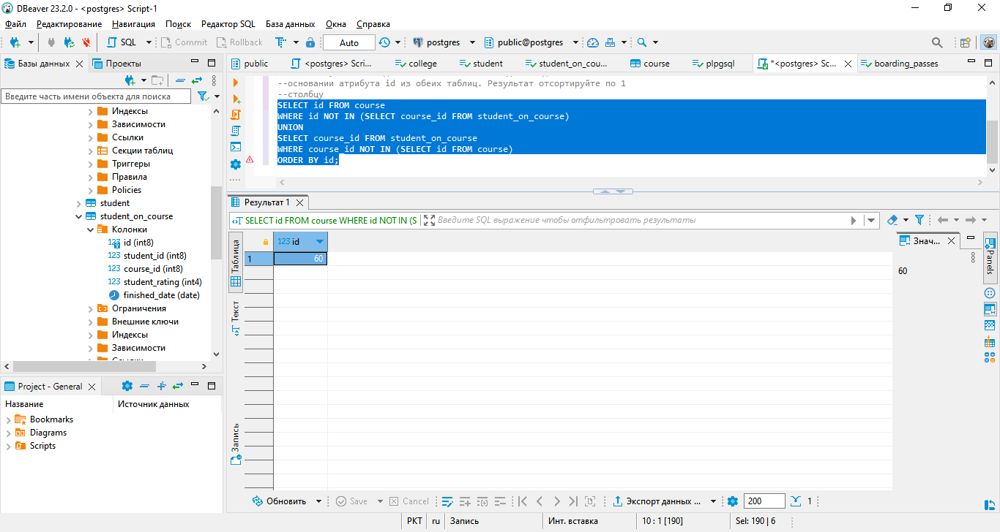 DBeaver 23.2.0 - <postgres> Script-1
Файл Редактирование Навигация Поиск Редактор SQL База данных Окна Справка
SQL Commit Rollback Auto postgres public@postgres
Базы данных Проекты
public <postgres> Scri... college student student_on_cou... course plpgsql *<postgres> Sc... boarding_passes
Введите часть имени объекта для поиска
Индексы
Зависимости
Ссылки
Секции таблиц
Триггеры
Правила
Policies
student
student_on_course
Колонки
123 id (int8)
123 student_id (int8)
123 course_id (int8)
123 student_rating (int4)
finished_date (date)
Ограничения
Внешние ключи
Индексы
Зависимости
--основании атрибута id из обеих таблиц. Результат отсортируйте по 1
--столбцу
SELECT id FROM course
WHERE id NOT IN (SELECT course_id FROM student_on_course)
UNION
SELECT course_id FROM student_on_course
WHERE course_id NOT IN (SELECT id FROM course)
ORDER BY id;
Результат 1
SELECT id FROM course WHERE id NOT IN (S
Введите SQL выражение чтобы отфильтровать результаты
Таблица
Текст
Запись
123 id
1 60
Знач...
60
Panels
Project - General
Название Источник данных
Bookmarks
Diagrams
Scripts
Обновить Save Cancel Экспорт данных ... 200 1
РКТ ru Запись Инт. вставка 10 : 1 [190] Sel: 190 | 6